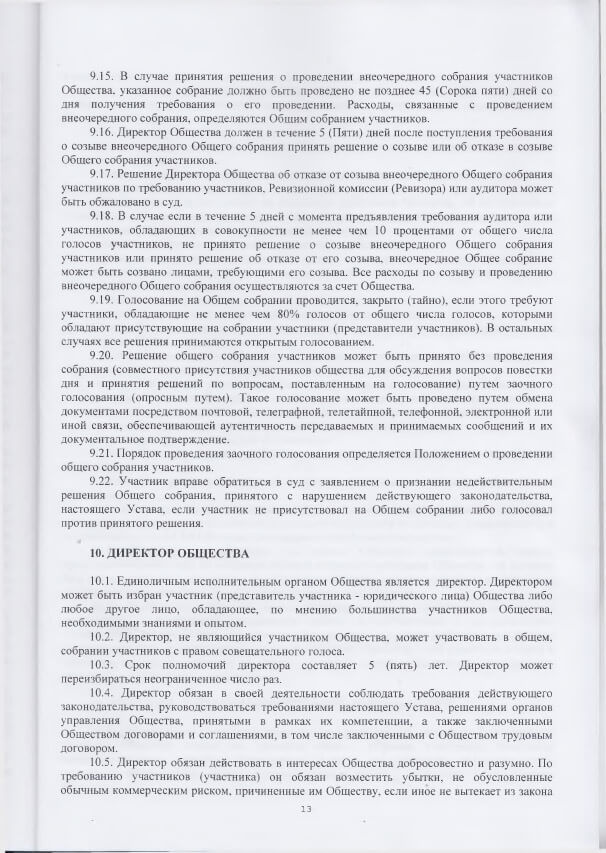 9.15. В случае принятия решения о проведении внеочередного собрания участников
Общества, указанное собрание должно быть проведено не позднее 45 (Сорока пяти) дней со
дня получения требования о его проведении. Расходы, связанные с проведением
внеочередного собрания, определяются Общим собранием участников.
9.16. Директор Общества должен в течение 5 (Пяти) дней после поступления требования
о созыве внеочередного Общего собрания принять решение о созыве или об отказе в созыве
Общего собрания участников.
9.17. Решение Директора Общества об отказе от созыва внеочередного Общего собрания
участников по требованию участников, Ревизионной комиссии (Ревизора) или аудитора может
быть обжаловано в суд.
9.18. В случае если в течение 5 дней с момента предъявления требования аудитора или
участников, обладающих в совокупности не менее чем 10 процентами от общего числа
голосов участников, не принято решение о созыве внеочередного Общего собрания
участников или принято решение об отказе от его созыва, внеочередное Общее собрание
может быть созвано лицами, требующими его созыва. Все расходы по созыву и проведению
внеочередного Общего собрания осуществляются за счет Общества.
9.19. Голосование на Общем собрании проводится, закрыто (тайно), если этого требуют
участники, обладающие не менее чем 80% голосов от общего числа голосов, которыми
обладают присутствующие на собрании участники (представители участников). В остальных
случаях все решения принимаются открытым голосованием.
9.20. Решение общего собрания участников может быть принято без проведения
собрания (совместного присутствия участников общества для обсуждения вопросов повестки
дня и принятия решений по вопросам, поставленным на голосование) путем заочного
голосования (опросным путем). Такое голосование может быть проведено путем обмена
документами посредством почтовой, телеграфной, телетайпной, телефонной, электронной или
иной связи, обеспечивающей аутентичность передаваемых и принимаемых сообщений и их
документальное подтверждение.
9.21. Порядок проведения заочного голосования определяется Положением о проведении
общего собрания участников.
9.22. Участник вправе обратиться в суд с заявлением о признании недействительным
решения Общего собрания, принятого с нарушением действующего законодательства,
настоящего Устава, если участник не присутствовал на Общем собрании либо голосовал
против принятого решения.
10. ДИРЕКТОР ОБЩЕСТВА
10.1. Единоличным исполнительным органом Общества является директор. Директором
может быть избран участник (представитель участника - юридического лица) Общества либо
любое другое лицо, обладающее, по мнению большинства участников Общества,
необходимыми знаниями и опытом.
10.2. Директор, не являющийся участником Общества, может участвовать в общем,
собрании участников с правом совещательного голоса.
10.3. Срок полномочий директора составляет 5 (пять) лет. Директор может
переизбираться неограниченное число раз.
10.4. Директор обязан в своей деятельности соблюдать требования действующего
законодательства, руководствоваться требованиями настоящего Устава, решениями органов
управления Общества, принятыми в рамках их компетенции, а также заключенными
Обществом договорами и соглашениями, в том числе заключенными с Обществом трудовым
договором.
10.5. Директор обязан действовать в интересах Общества добросовестно и разумно. По
требованию участников (участника) он обязан возместить убытки, не обусловленные
обычным коммерческим риском, причиненные им Обществу, если иное не вытекает из закона
13